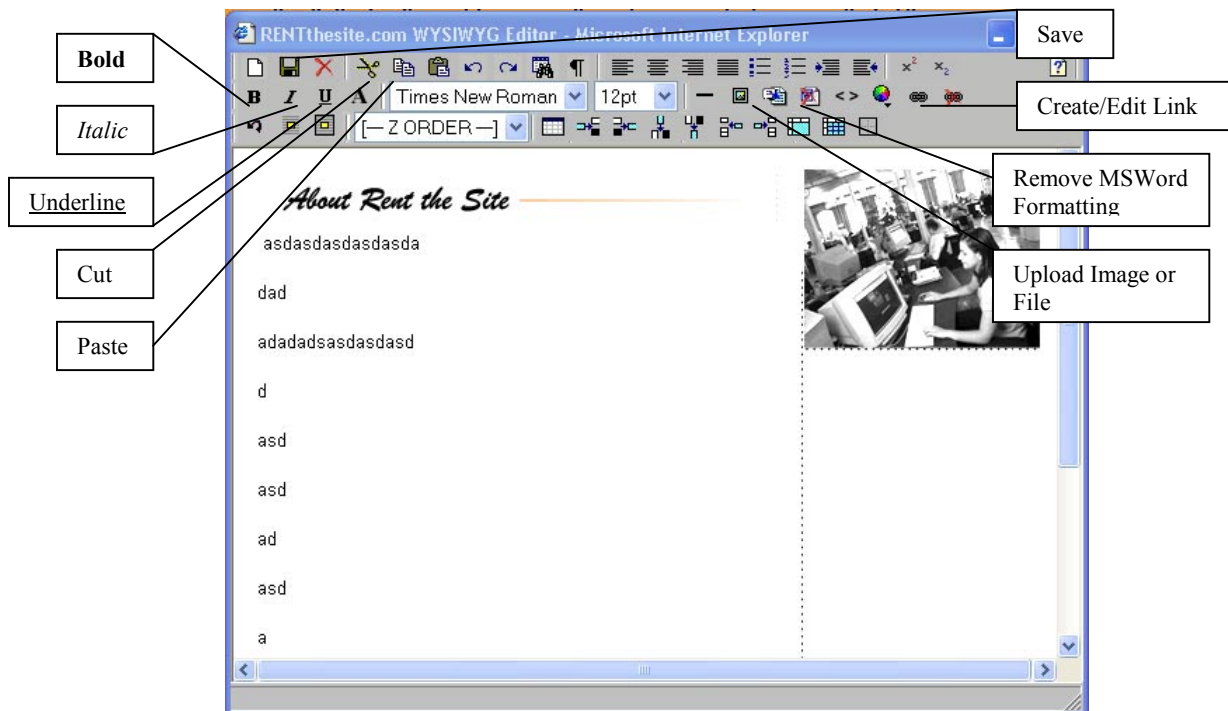 RENTthesite.com WYSIWYG Editor - Microsoft Internet Explorer
Save
Bold
Italic
Underline
Cut
Paste
Create/Edit Link
Remove MSWord
Formatting
Upload Image or
File
B I U A Times New Roman 12pt <>
[— Z ORDER —]
About Rent the Site
asdasdasdasdasda
dad
adadadsasdasdasd
d
asd
asd
ad
asd
a